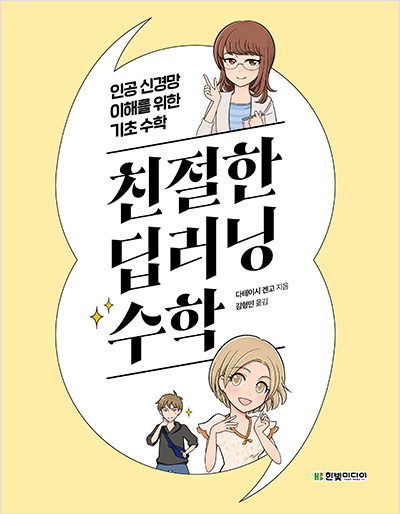 인공 신경망
이해를 위한
기초 수학
친절한
딥러닝
수학
다테이시 켄고 지음
김형민 옮김
한빛미디어